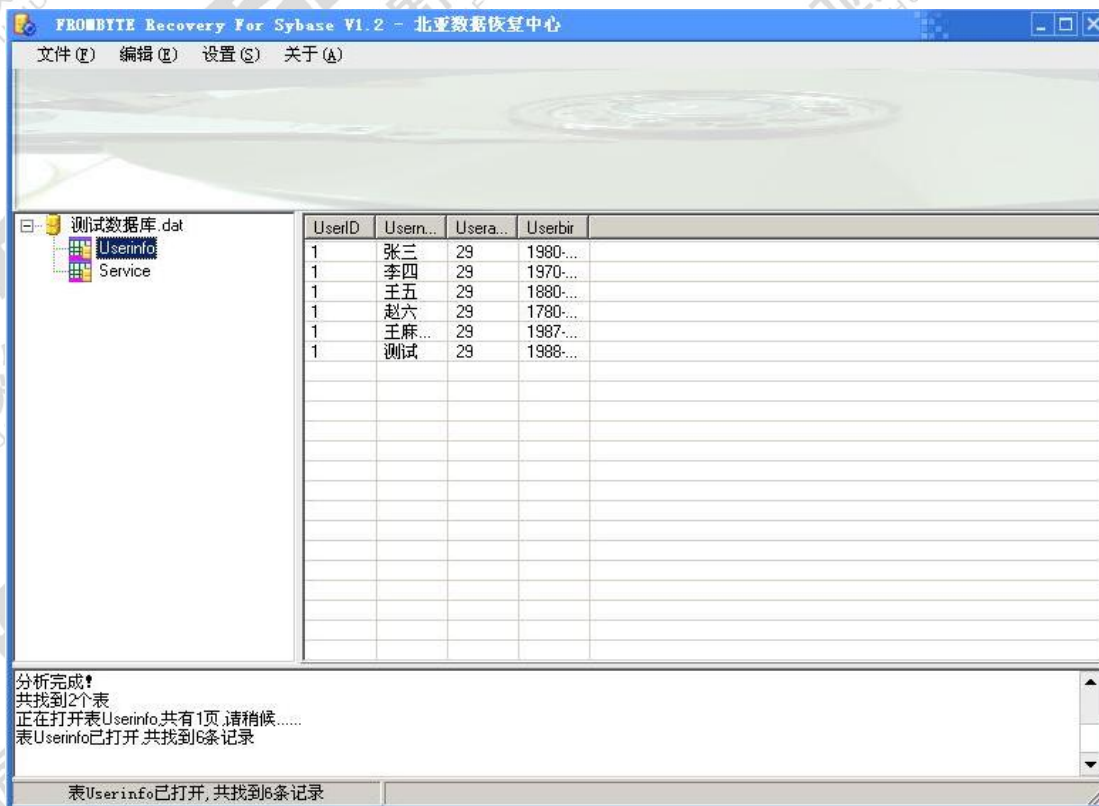 FROMBYTE Recovery For Sybase V1.2 - 北亚数据恢复中心
文件(F) 编辑(E) 设置(S) 关于(A)
测试数据库.dat
Userinfo
Service
UserID Usern... Usera... Userbir
1 张三 29 1980-...
1 李四 29 1970-...
1 王五 29 1880-...
1 赵六 29 1780-...
1 王麻... 29 1987-...
1 测试 29 1988-...
分析完成!
共找到2个表
正在打开表Userinfo,共有1页,请稍候......
表Userinfo已打开,共找到6条记录
表Userinfo已打开,共找到6条记录